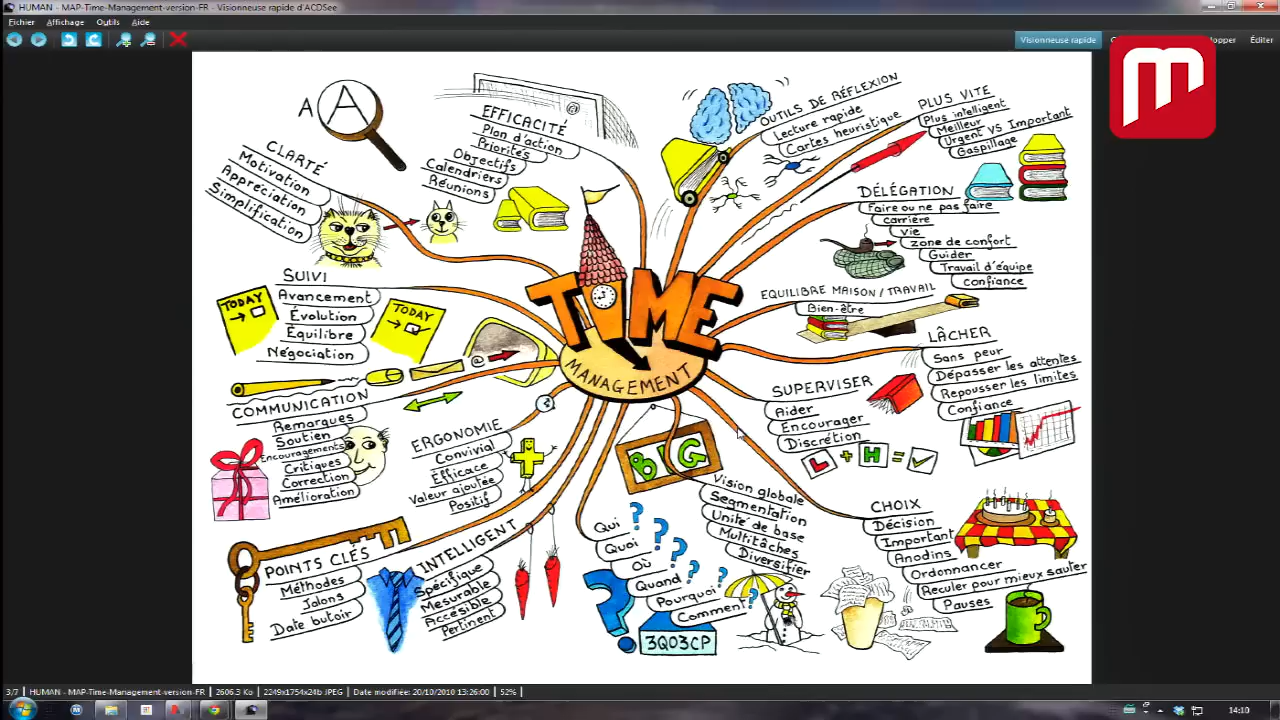 HUMAN - MAP-Time-Management-version-FR - Visionneuse rapide d'ACDSee
Fichier Affichage Outils Aide
Visionneuse rapide
Éditer
A A
CLARTÉ
Motivation
Appréciation
Simplification
EFFICACITÉ
Plan d'action
Priorités
Objectifs
Calendriers
Réunions
@
OUTILS DE RÉFLEXION
Lecture rapide
Cartes heuristique
PLUS VITE
Plus intelligent
Meilleur
Urgent VS Important
Gaspillage
DÉLÉGATION
Faire ou ne pas faire
carrière
vie
zone de confort
Guider
Travail d'équipe
confiance
EQUILIBRE MAISON / TRAVAIL
Bien-être
LÂCHER
Sans peur
Dépasser les attentes
Repousser les limites
Confiance
SUPERVISER
Aider
Encourager
Discrétion
L + H = ✓
CHOIX
Décision
Important
Anodins
Ordonnancer
Reculer pour mieux sauter
Pauses
TIME
MANAGEMENT
BIG
Vision globale
Segmentation
Unité de base
Multitâches
Diversifier
Qui ?
Quoi ?
Où ?
Quand ?
Pourquoi ?
Comment ?
?
3QO3CP
INTELLIGENT
Spécifique
Mesurable
Accésible
Pertinent
POINTS CLÉS
Méthodes
Jalons
Date butoir
ERGONOMIE
Convivial
Efficace
Valeur ajoutée
Positif
COMMUNICATION
Remarques
Soutien
Encouragements
Critiques
Correction
Amélioration
@
SUIVI
Avancement
Évolution
Équilibre
Négociation
TODAY
TODAY
3/7 HUMAN - MAP-Time-Management-version-FR 2606.3 Ko 2249x1754x24b JPEG Date modifiée: 20/10/2010 13:26:00 52%
14:10